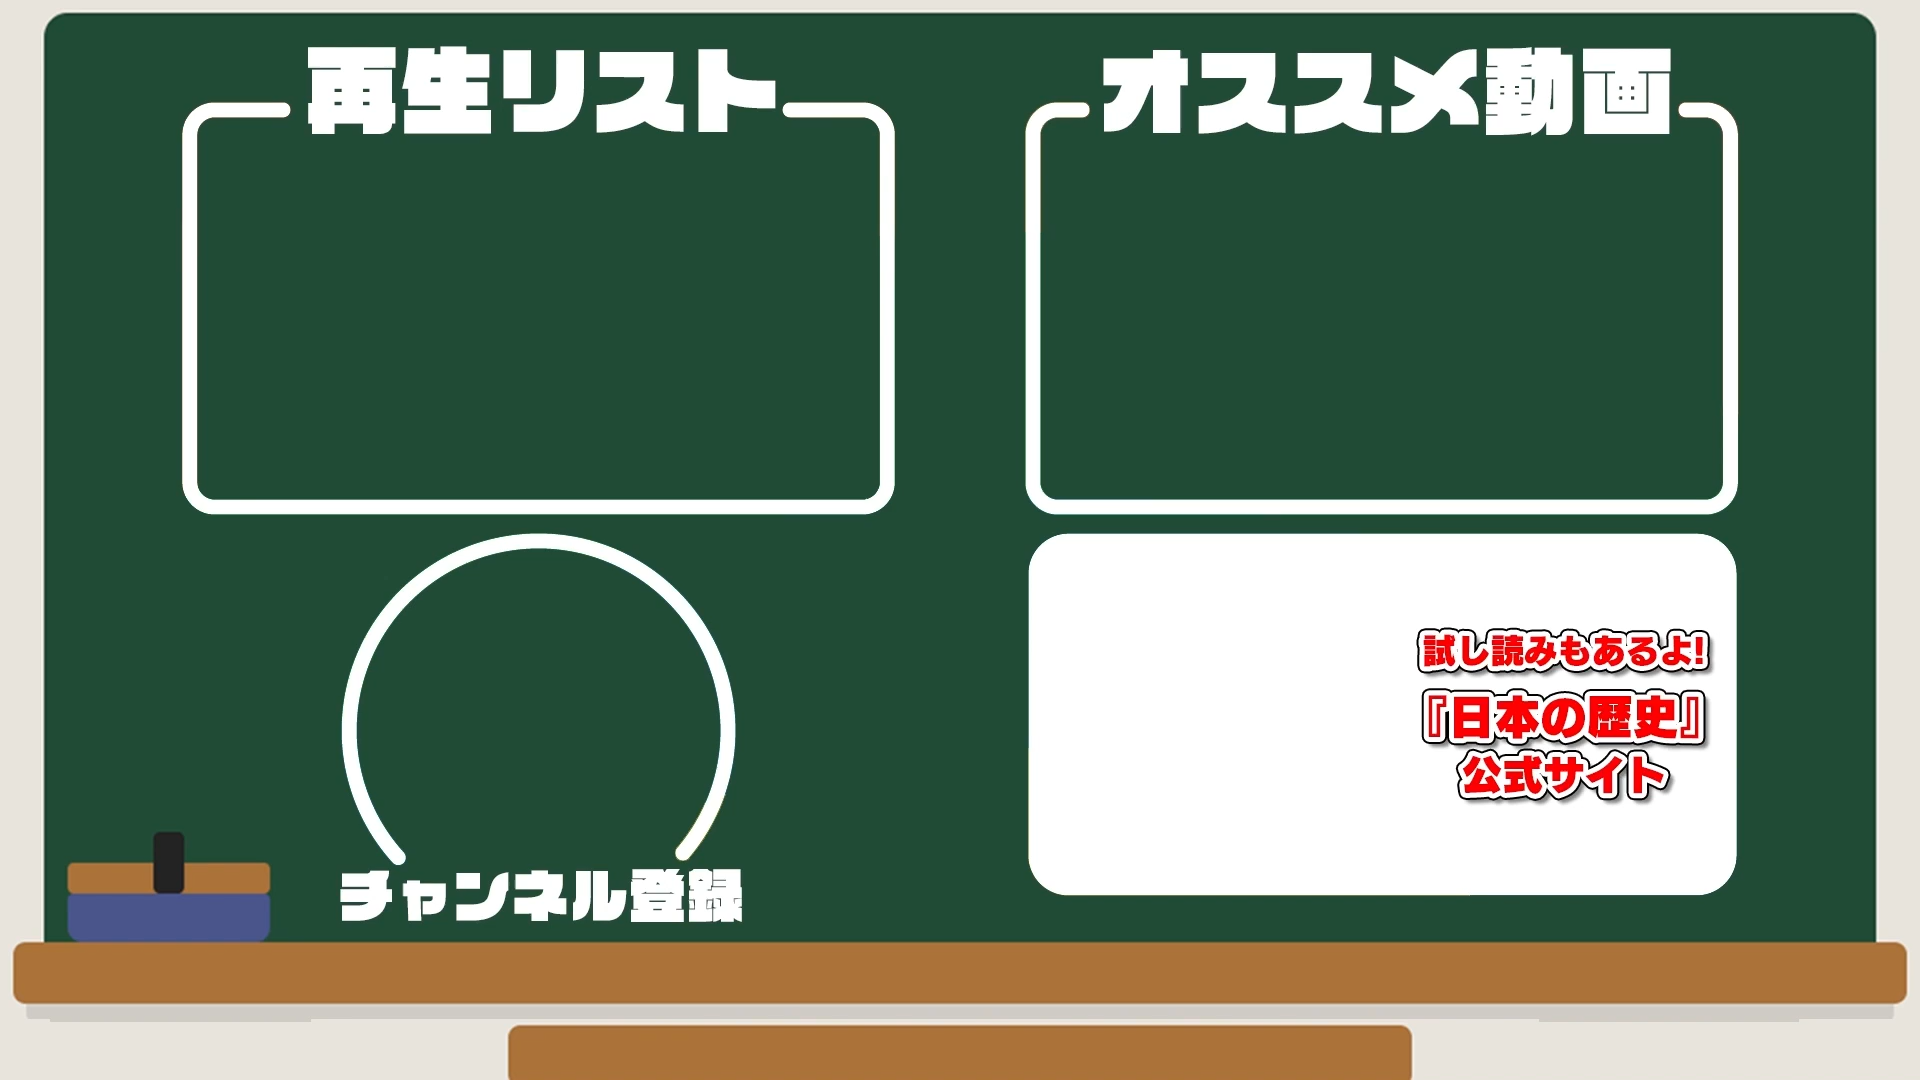 再生リスト
オススメ動画
チャンネル登録
試し読みもあるよ!
『日本の歴史』
公式サイト